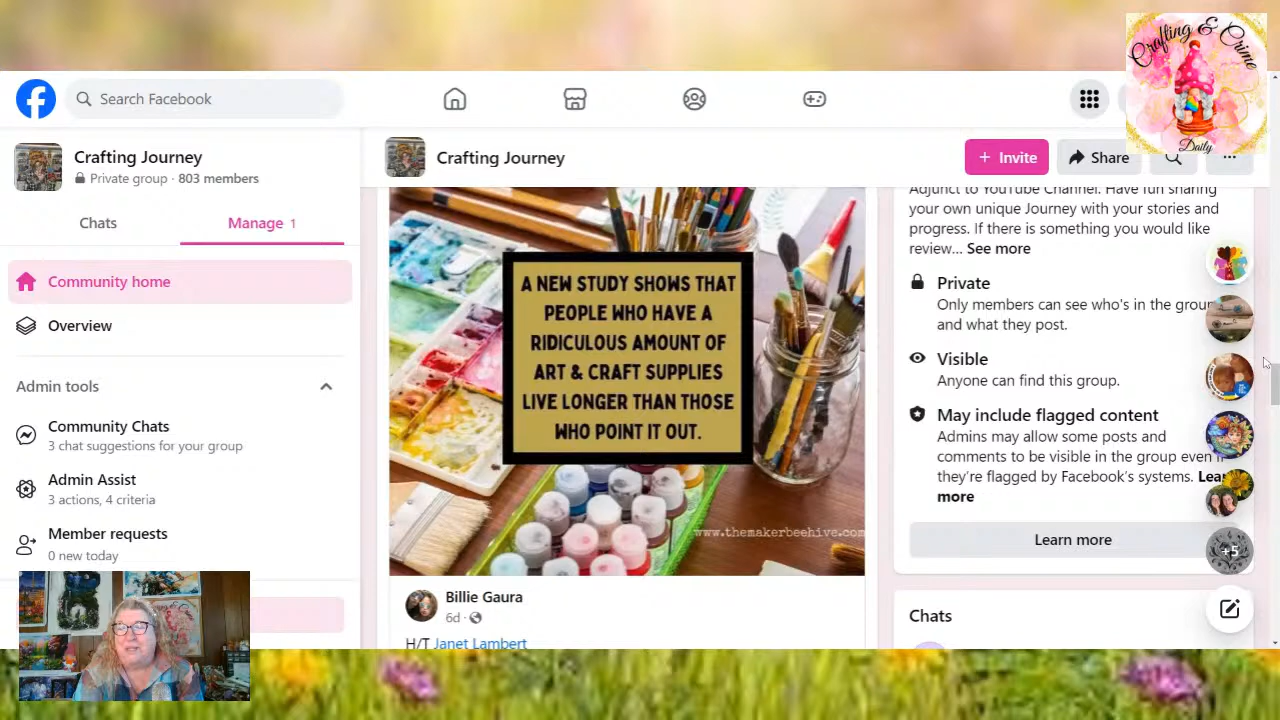 Crafting & Crime
Daily
Search Facebook
Crafting Journey
Private group · 803 members
Chats
Manage 1
Community home
Overview
Admin tools
Community Chats
3 chat suggestions for your group
Admin Assist
3 actions, 4 criteria
Member requests
0 new today
Crafting Journey
+ Invite
Share
A NEW STUDY SHOWS THAT
PEOPLE WHO HAVE A
RIDICULOUS AMOUNT OF
ART & CRAFT SUPPLIES
LIVE LONGER THAN THOSE
WHO POINT IT OUT.
www.themakerbeehive.com
Billie Gaura
6d ·
H/T Janet Lambert
Adjunct to YouTube Channel. Have fun sharing
your own unique Journey with your stories and
progress. If there is something you would like
review... See more
Private
Only members can see who's in the group
and what they post.
Visible
Anyone can find this group.
May include flagged content
Admins may allow some posts and
comments to be visible in the group even if
they're flagged by Facebook's systems. Learn
more
Learn more
+5
Chats